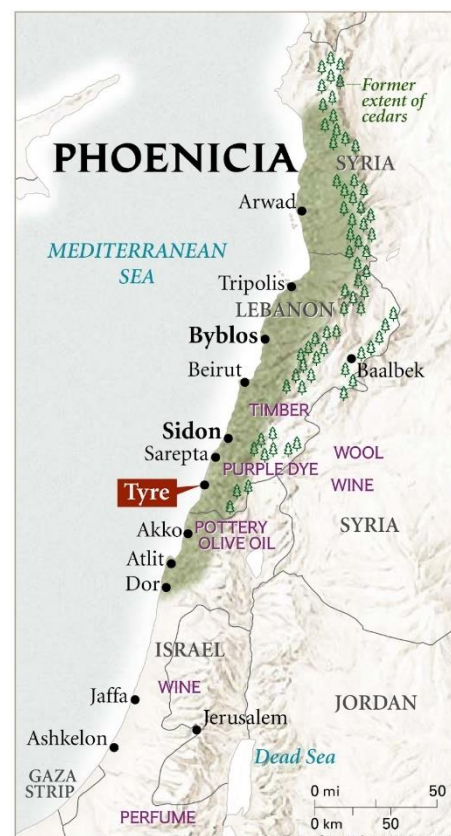 Former
extent of
cedars
PHOENICIA
SYRIA
Arwad
MEDITERRANEAN
SEA
Tripolis
LEBANON
Byblos
Beirut
Baalbek
TIMBER
Sidon
Sarepta
WOOL
PURPLE DYE
Tyre
WINE
Akko
POTTERY
OLIVE OIL
SYRIA
Atlit
Dor
ISRAEL
WINE
Jaffa
JORDAN
Jerusalem
Ashkelon
Dead Sea
GAZA
STRIP
0 mi 50
0 km 50
PERFUME